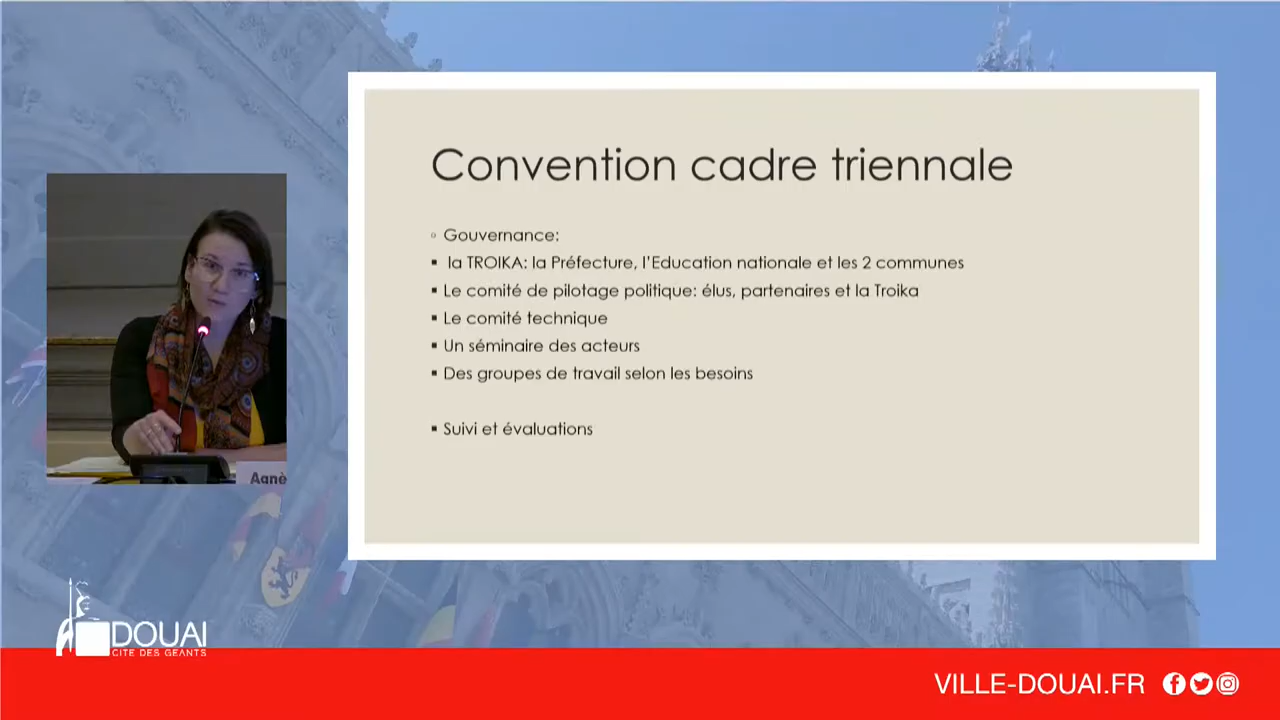 Convention cadre triennale
Gouvernance:
la TROIKA: la Préfecture, l'Education nationale et les 2 communes
Le comité de pilotage politique: élus, partenaires et la Troika
Le comité technique
Un séminaire des acteurs
Des groupes de travail selon les besoins
Suivi et évaluations
Agnè
DOUAI
CITE DES GEANTS
VILLE-DOUAI.FR